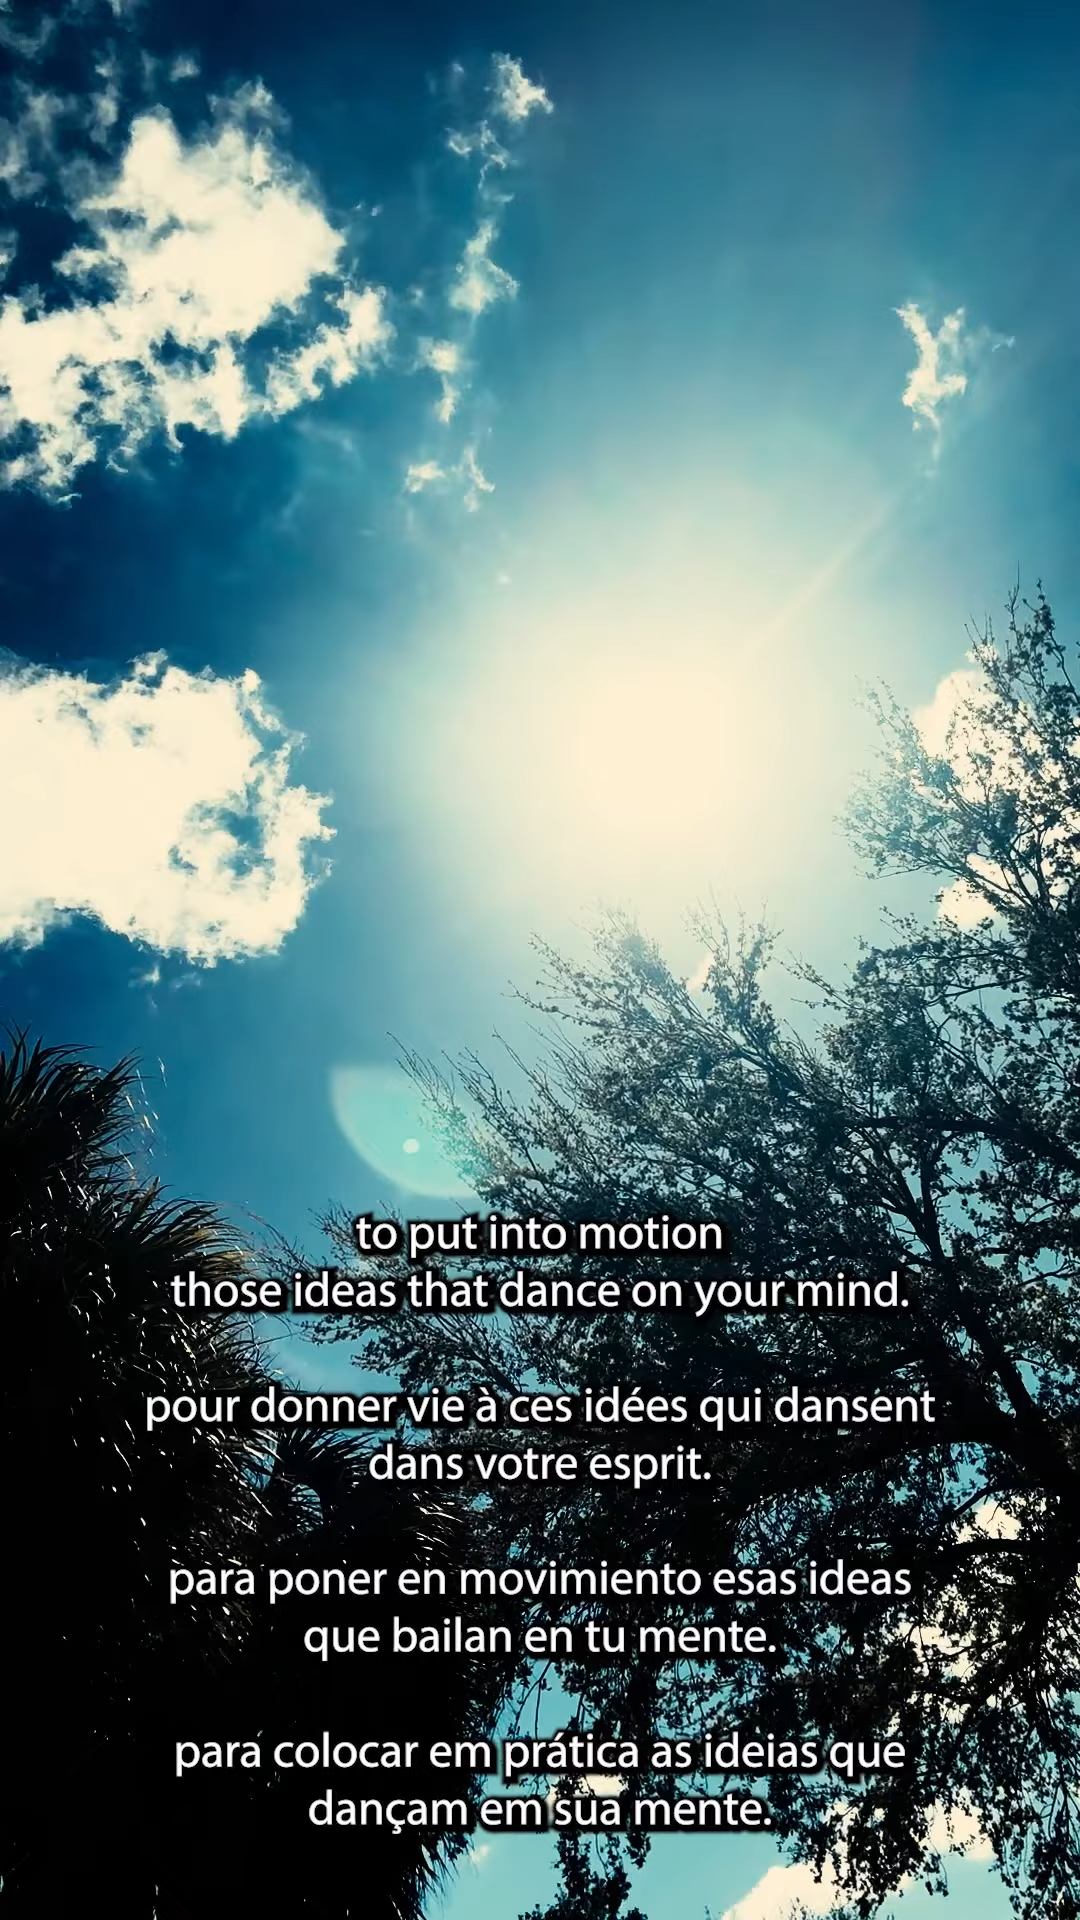 to put into motion
those ideas that dance on your mind.
pour donner vie à ces idées qui dansent
dans votre esprit.
para poner en movimiento esas ideas
que bailan en tu mente.
para colocar em prática as ideias que
dançam em sua mente.